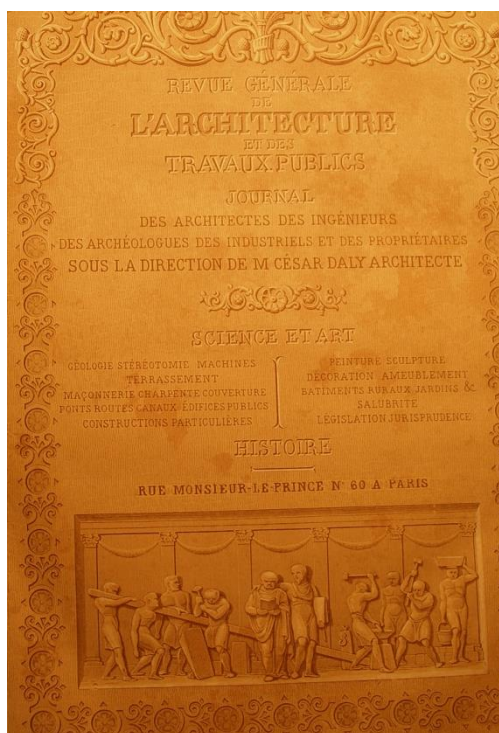 REVUE GÉNÉRALE
DE
L'ARCHITECTURE
ET DES
TRAVAUX PUBLICS
JOURNAL
DES ARCHITECTES DES INGÉNIEURS
DES ARCHÉOLOGUES DES INDUSTRIELS ET DES PROPRIÉTAIRES
SOUS LA DIRECTION DE M CÉSAR DALY ARCHITECTE
SCIENCE ET ART
GÉOLOGIE STÉRÉOTOMIE MACHINES
TERRASSEMENT
MAÇONNERIE CHARPENTE COUVERTURE
PONTS ROUTES CANAUX ÉDIFICES PUBLICS
CONSTRUCTIONS PARTICULIÈRES
PEINTURE SCULPTURE
DÉCORATION AMEUBLEMENT
BATIMENTS RURAUX JARDINS &
SALUBRITÉ
LÉGISLATION JURISPRUDENCE
HISTOIRE
RUE MONSIEUR-LE-PRINCE N° 60 A PARIS